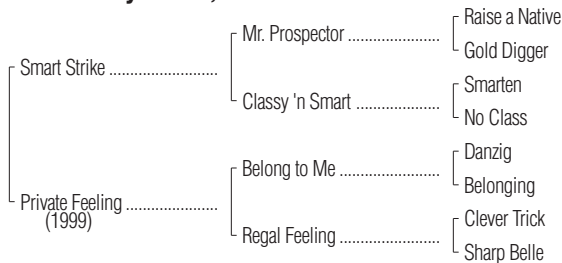 Raise a Native
Mr. Prospector ....................
Gold Digger
Smart Strike ........................
Smarten
Classy 'n Smart ....................
No Class
Danzig
Belong to Me .......................
Belonging
Private Feeling ....................
(1999)
Clever Trick
Regal Feeling .......................
Sharp Belle